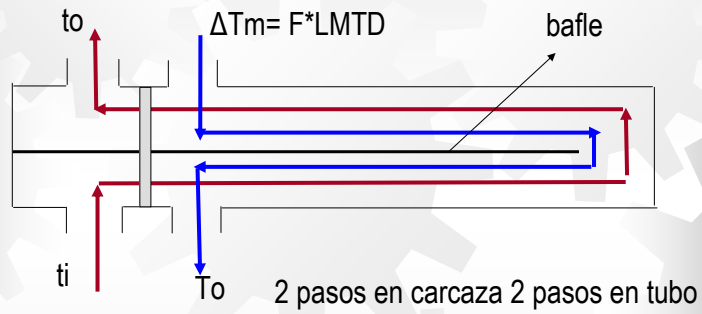 to
ΔTm= F*LMTD
bafle
ti
To
2 pasos en carcaza 2 pasos en tubo